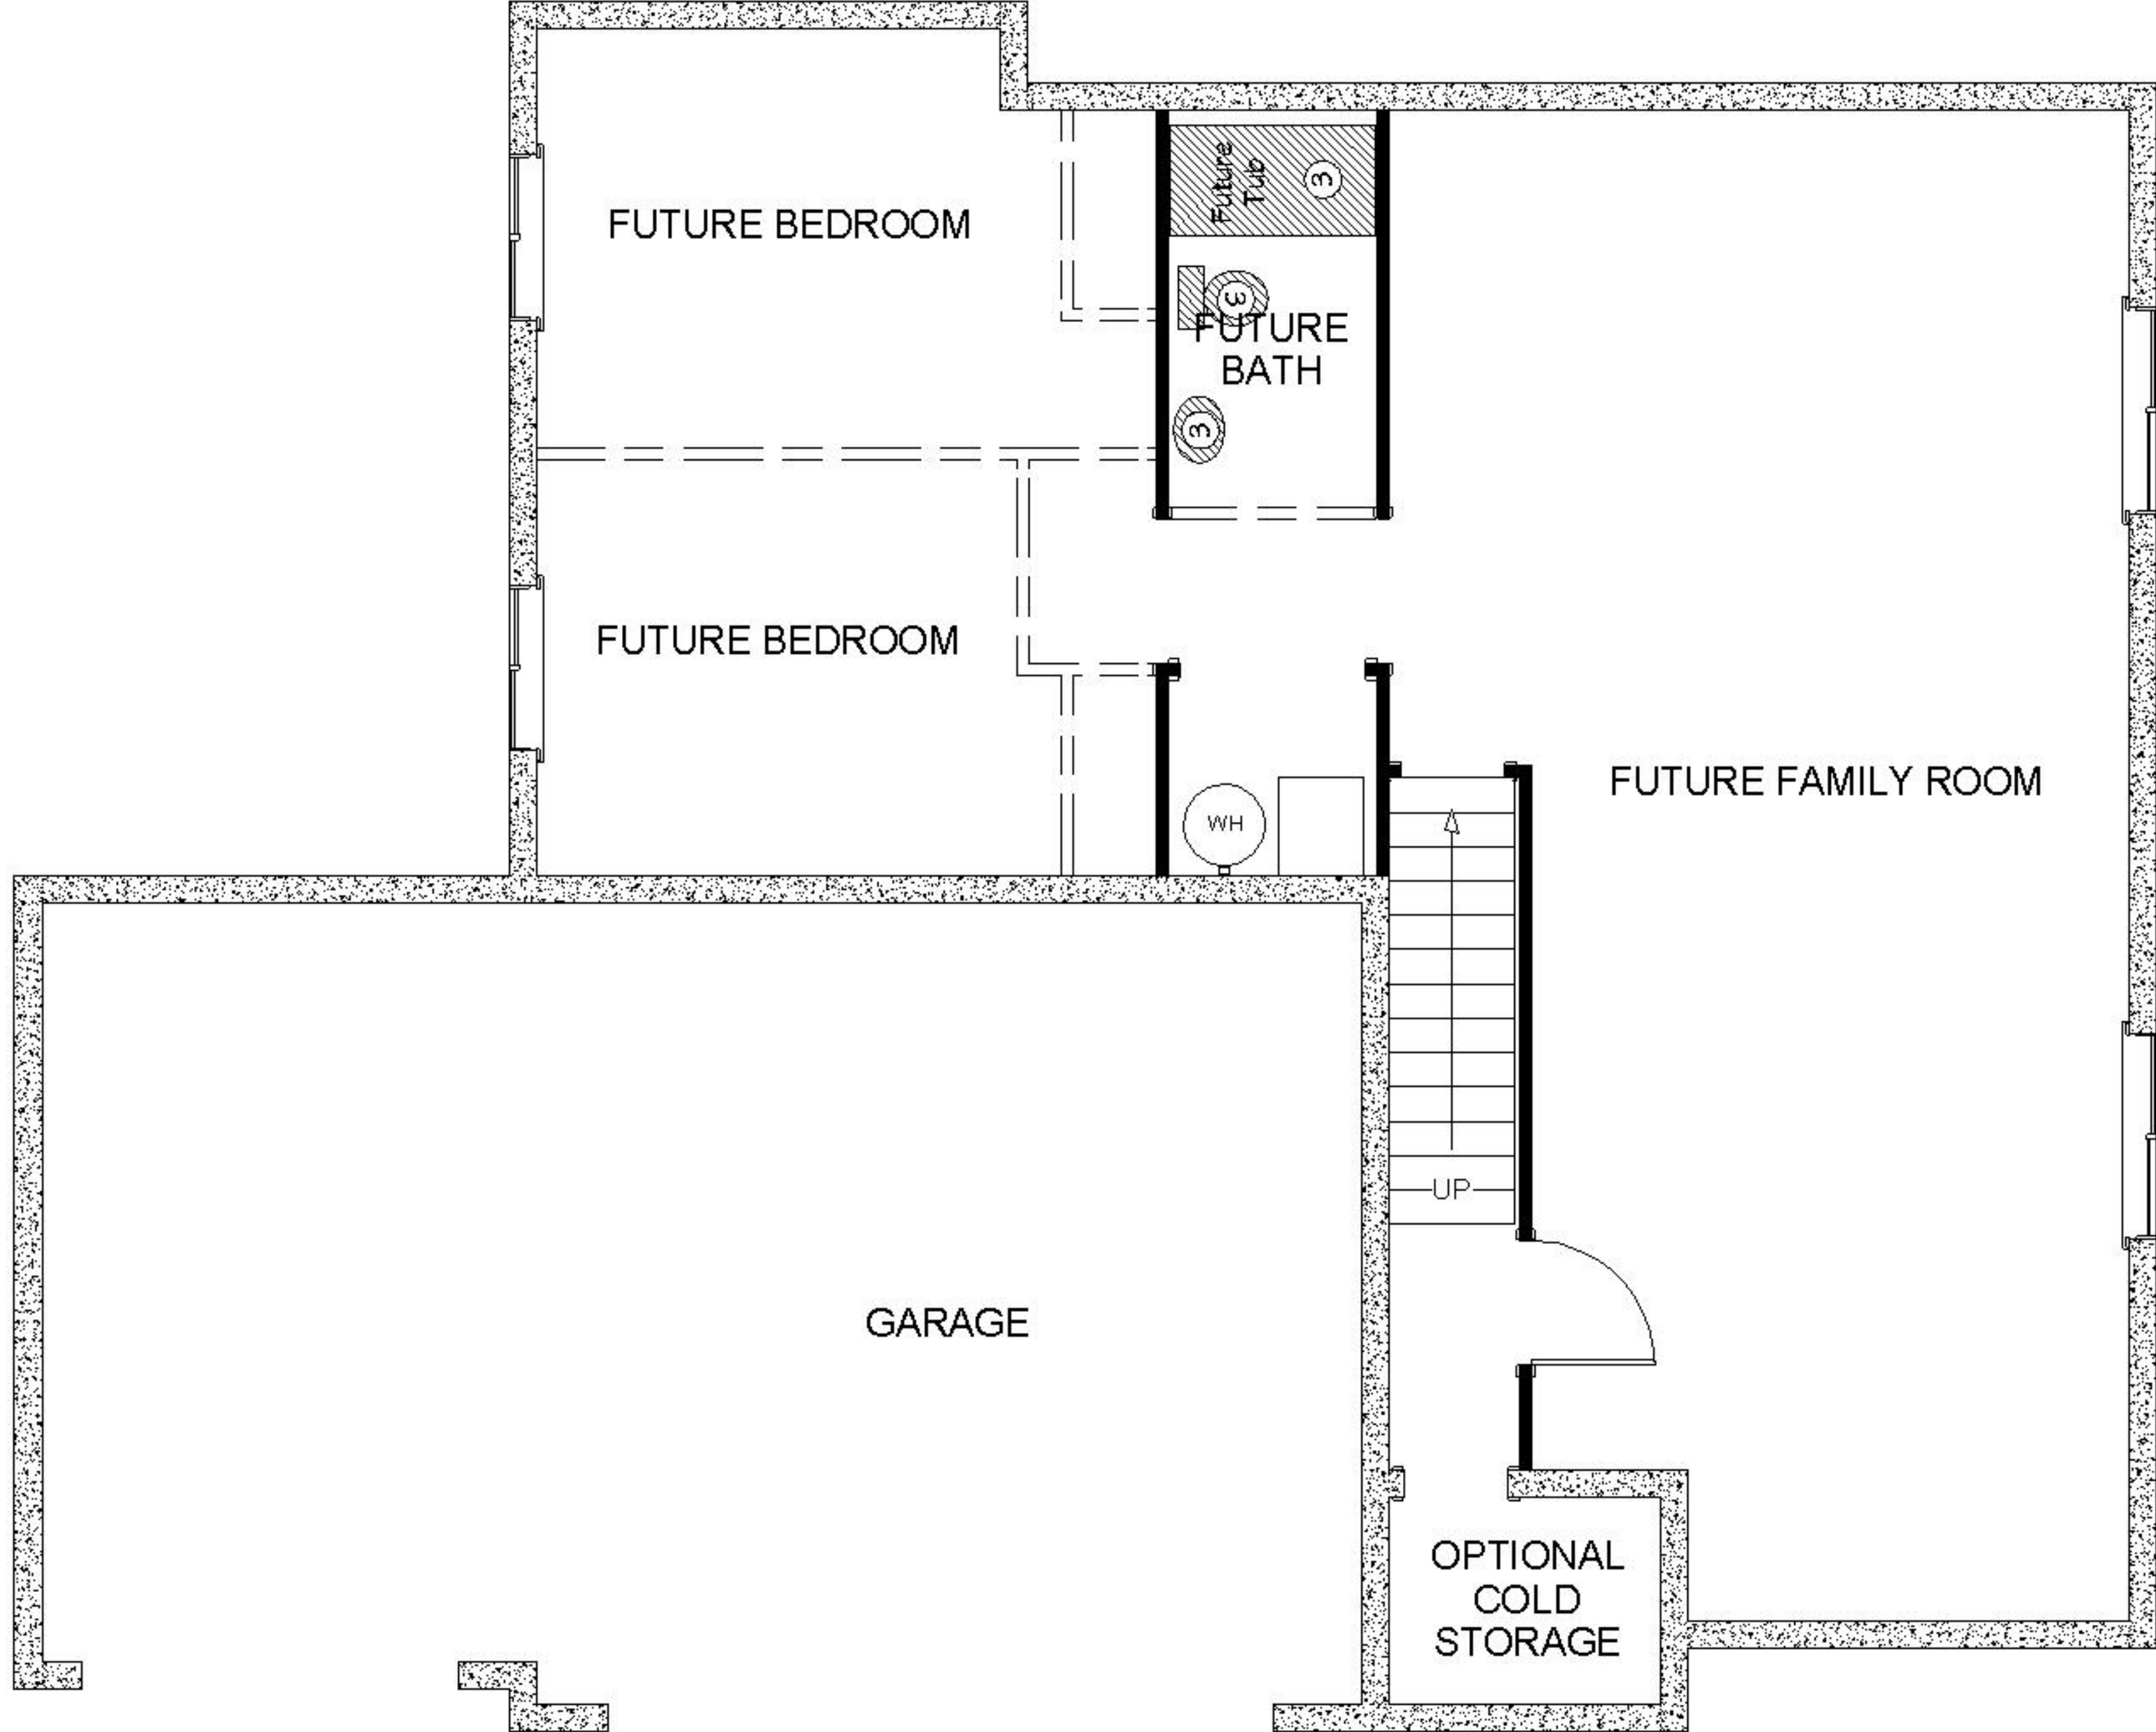 Future
Tub
3
FUTURE BEDROOM
3
FUTURE
BATH
3
FUTURE BEDROOM
FUTURE FAMILY ROOM
WH
UP
GARAGE
OPTIONAL
COLD
STORAGE